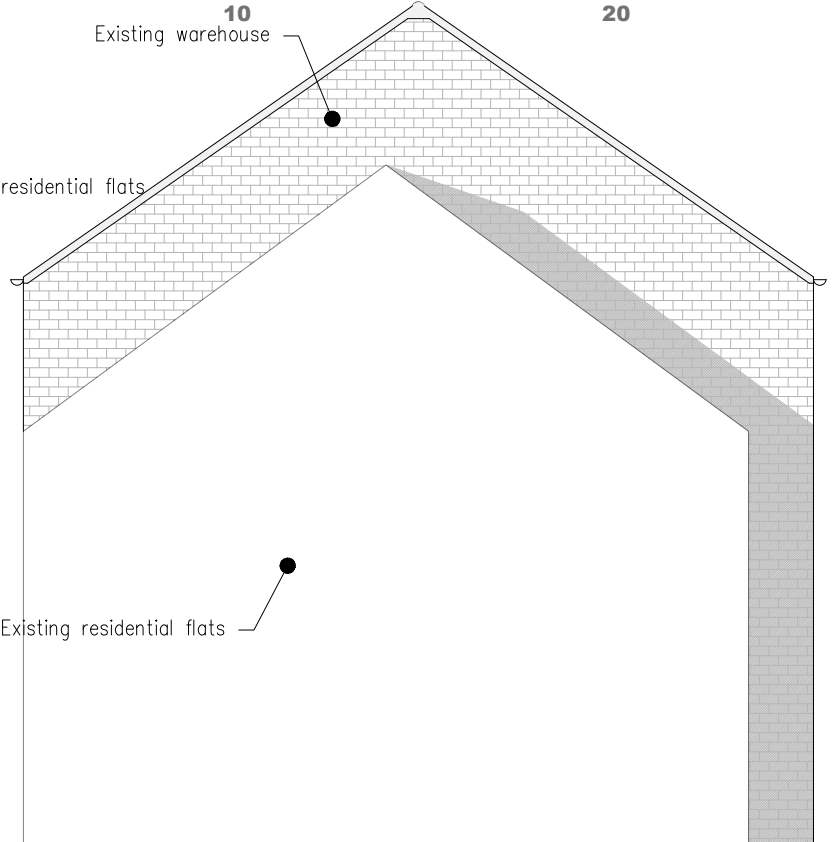 10 20
Existing warehouse
residential flats
Existing residential flats